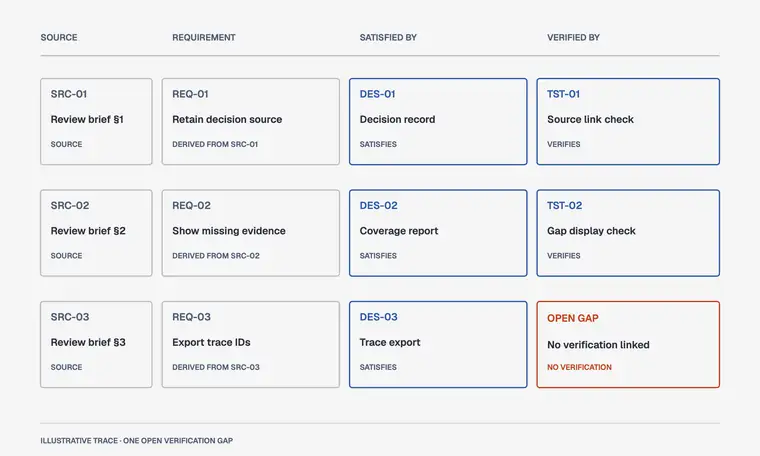 SOURCE
REQUIREMENT
SATISFIED BY
VERIFIED BY
SRC-01
Review brief §1
SOURCE
REQ-01
Retain decision source
DERIVED FROM SRC-01
DES-01
Decision record
SATISFIES
TST-01
Source link check
VERIFIES
SRC-02
Review brief §2
SOURCE
REQ-02
Show missing evidence
DERIVED FROM SRC-02
DES-02
Coverage report
SATISFIES
TST-02
Gap display check
VERIFIES
SRC-03
Review brief §3
SOURCE
REQ-03
Export trace IDs
DERIVED FROM SRC-03
DES-03
Trace export
SATISFIES
OPEN GAP
No verification linked
NO VERIFICATION
ILLUSTRATIVE TRACE · ONE OPEN VERIFICATION GAP